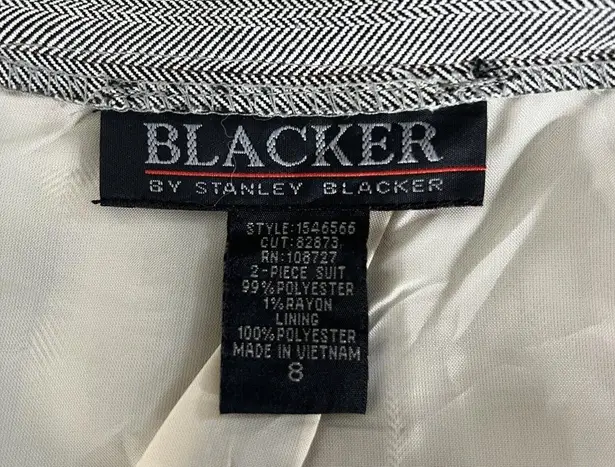 BLACKER
BY STANLEY BLACKER
STYLE:1546566
CUT:82873
RN:108727
2-PIECE SUIT
99%POLYESTER
1%RAYON
LINING
100%POLYESTER
MADE IN VIETNAM
8